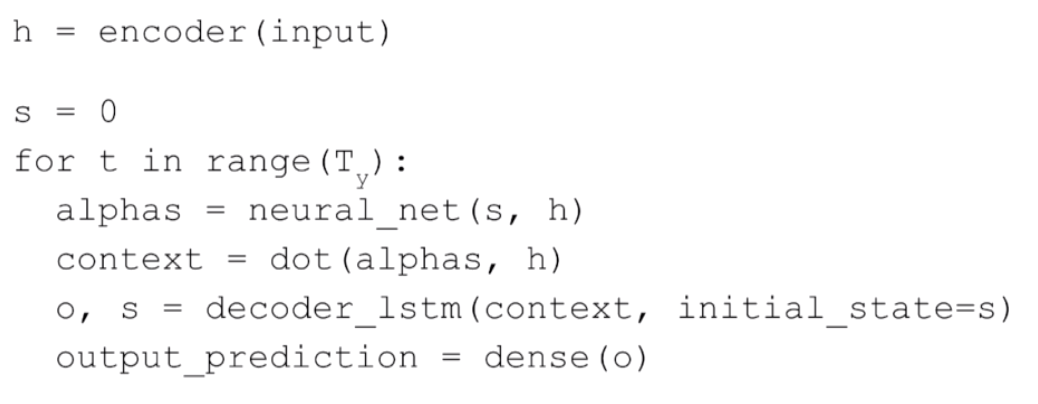 h = encoder(input)
s = 0
for t in range(T_y):
  alphas = neural_net(s, h)
  context = dot(alphas, h)
  o, s = decoder_lstm(context, initial_state=s)
  output_prediction = dense(o)